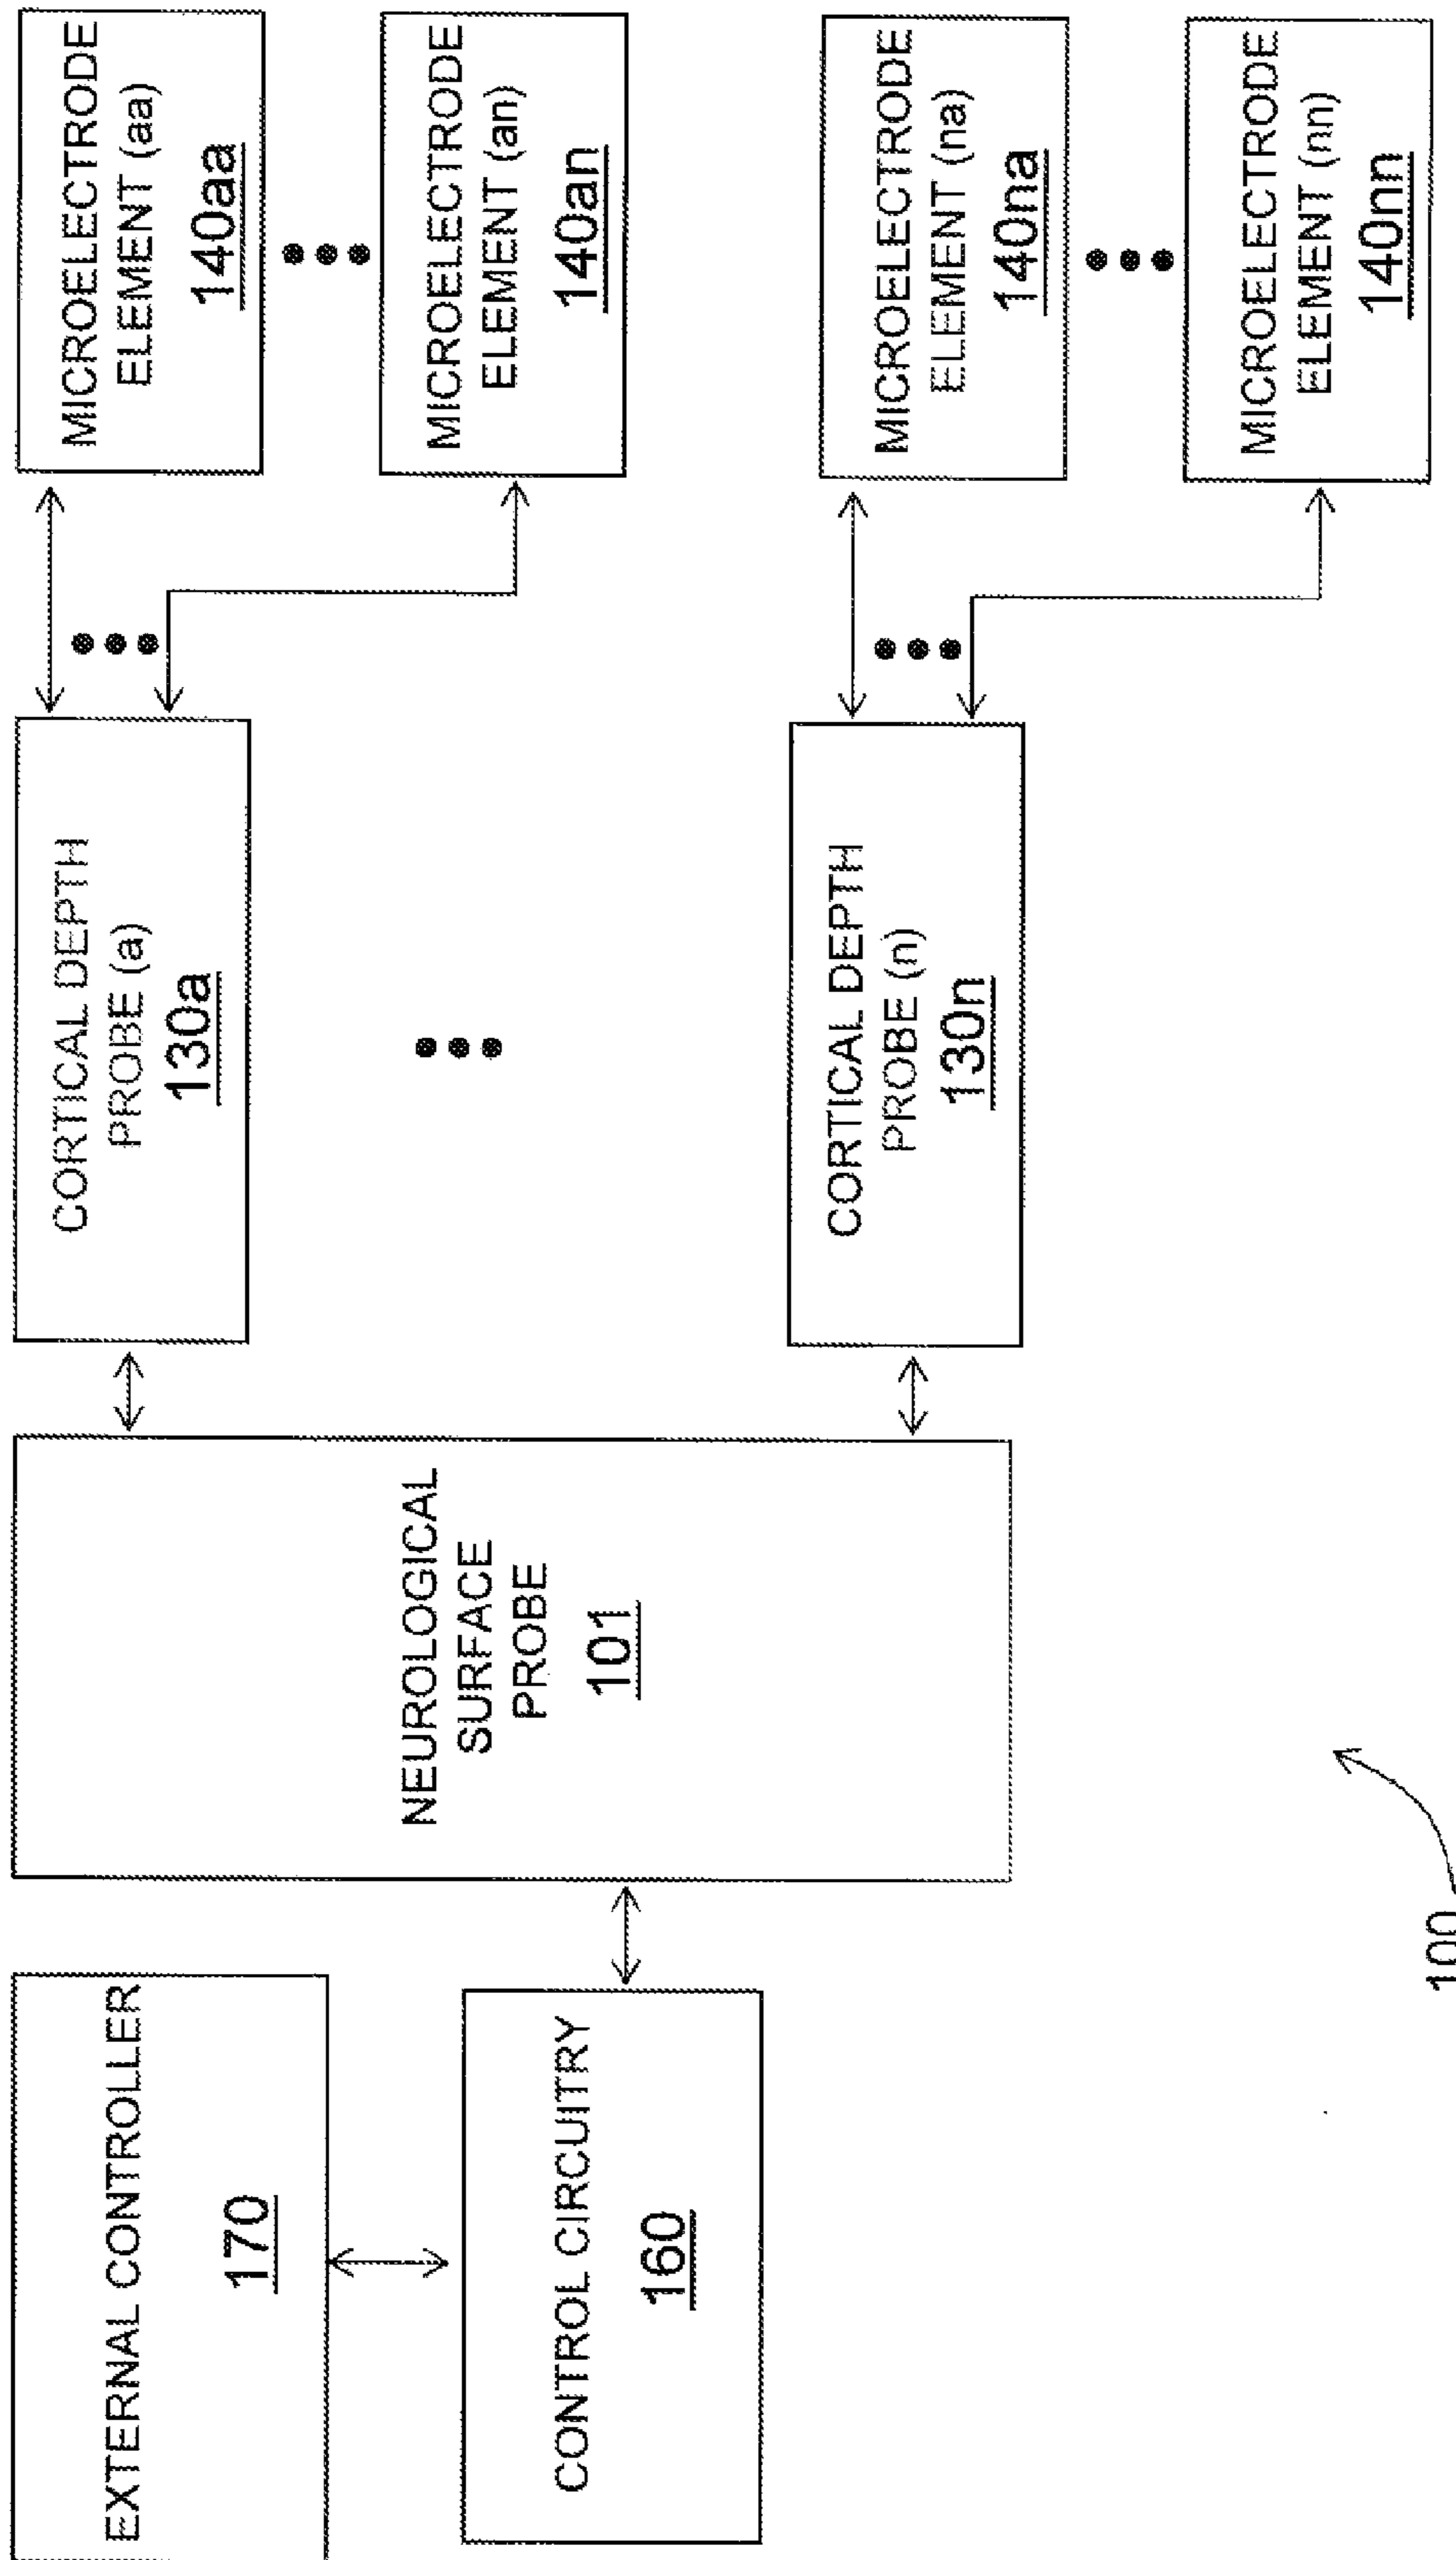 EXTERNAL CONTROLLER
170
CONTROL CIRCUITRY
160
NEUROLOGICAL
SURFACE
PROBE
101
CORTICAL DEPTH
PROBE (a)
130a
CORTICAL DEPTH
PROBE (n)
130n
MICROELECTRODE
ELEMENT (aa)
140aa
MICROELECTRODE
ELEMENT (an)
140an
MICROELECTRODE
ELEMENT (na)
140na
MICROELECTRODE
ELEMENT (nn)
140nn
100